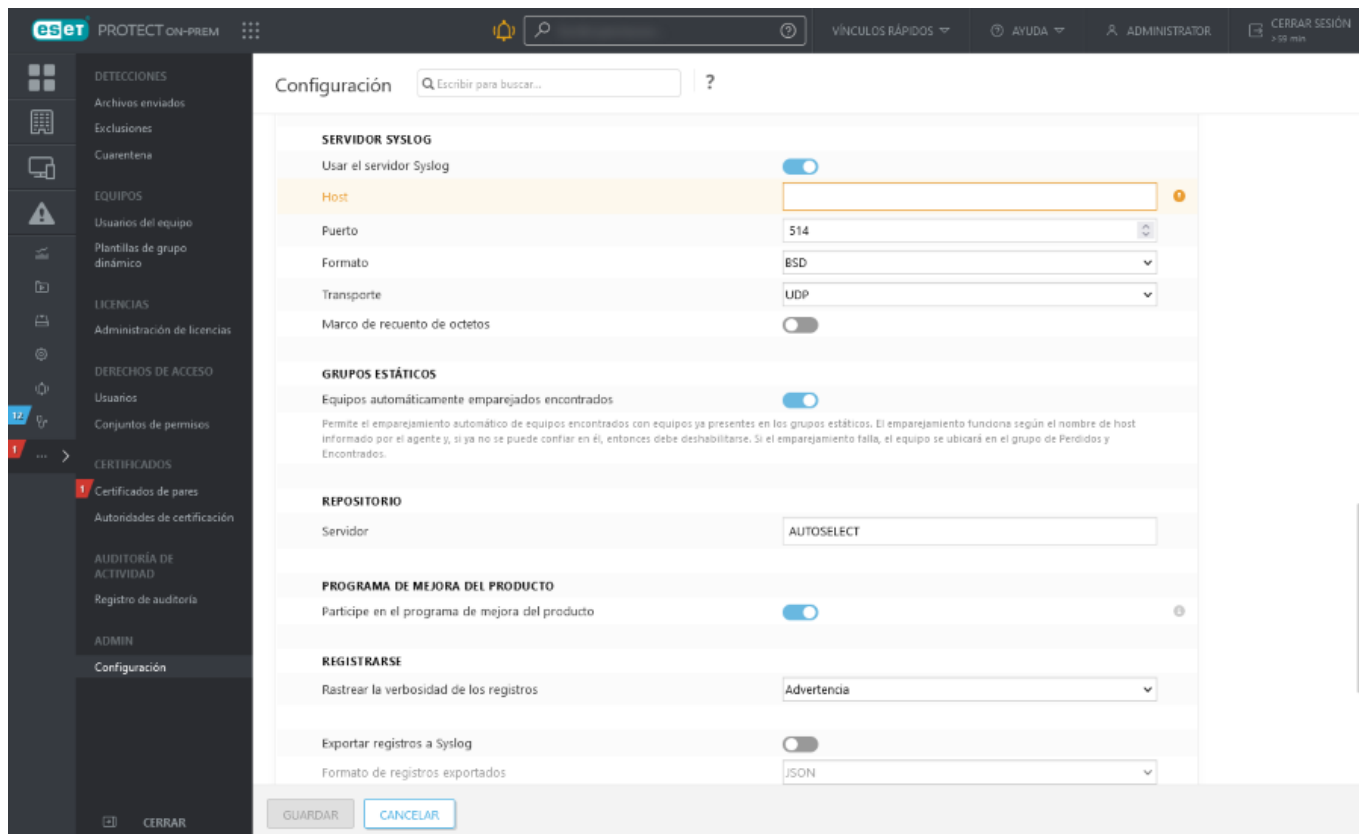 eset PROTECT ON-PREM
VÍNCULOS RÁPIDOS
AYUDA
ADMINISTRATOR
CERRAR SESIÓN
> 59 min
DETECCIONES
Archivos enviados
Exclusiones
Cuarentena
EQUIPOS
Usuarios del equipo
Plantillas de grupo
dinámico
LICENCIAS
Administración de licencias
DERECHOS DE ACCESO
Usuarios
Conjuntos de permisos
12
1
CERTIFICADOS
1
Certificados de pares
Autoridades de certificación
AUDITORÍA DE
ACTIVIDAD
Registro de auditoría
ADMIN
Configuración
CERRAR
Configuración
Escribir para buscar...
?
SERVIDOR SYSLOG
Usar el servidor Syslog
Host
Puerto
514
Formato
BSD
Transporte
UDP
Marco de recuento de octetos
GRUPOS ESTÁTICOS
Equipos automáticamente emparejados encontrados
Permite el emparejamiento automático de equipos encontrados con equipos ya presentes en los grupos estáticos. El emparejamiento funciona según el nombre de host
informado por el agente y, si ya no se puede confiar en él, entonces debe deshabilitarse. Si el emparejamiento falla, el equipo se ubicará en el grupo de Perdidos y
Encontrados.
REPOSITORIO
Servidor
AUTOSELECT
PROGRAMA DE MEJORA DEL PRODUCTO
Participe en el programa de mejora del producto
REGISTRARSE
Rastrear la verbosidad de los registros
Advertencia
Exportar registros a Syslog
Formato de registros exportados
JSON
GUARDAR
CANCELAR